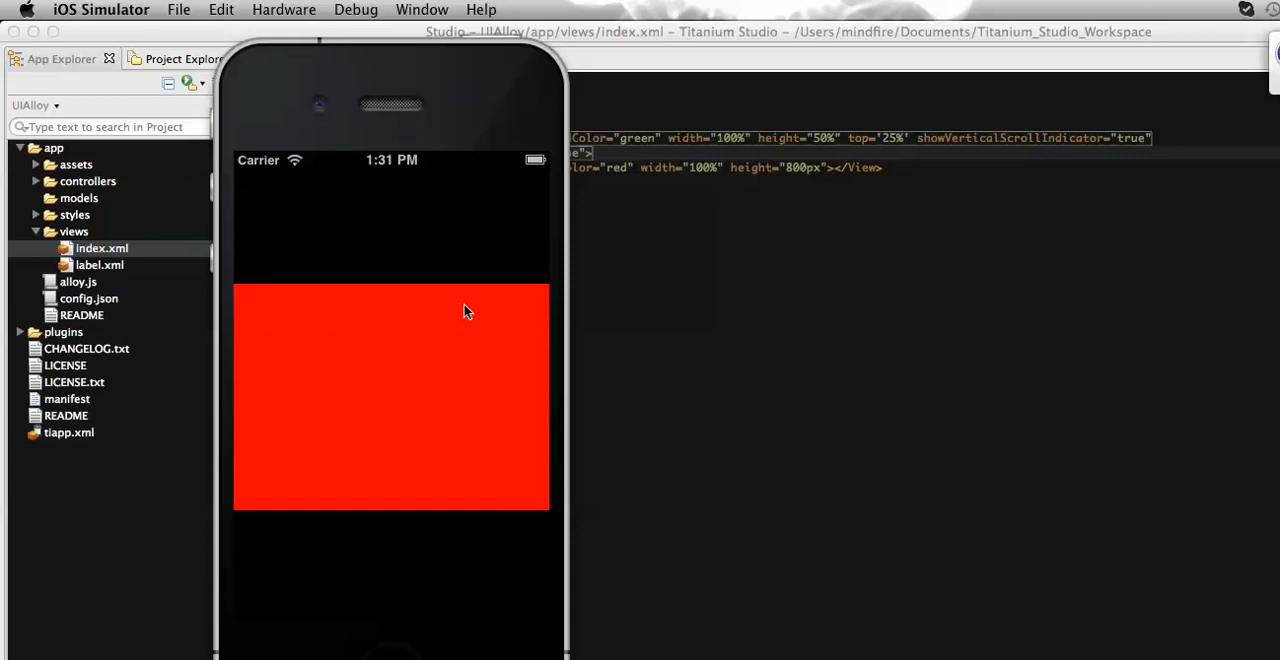 iOS Simulator File Edit Hardware Debug Window Help
Studio - UIAlloy/app/views/index.xml - Titanium Studio - /Users/mindfire/Documents/Titanium_Studio_Workspace
App Explorer Project Explor
UIAlloy
Type text to search in Project
app
assets
controllers
models
styles
views
index.xml
label.xml
alloy.js
config.json
README
plugins
CHANGELOG.txt
LICENSE
LICENSE.txt
manifest
README
tiapp.xml
Carrier 1:31 PM
dColor="green" width="100%" height="50%" top='25%' showVerticalScrollIndicator="true"
e">
lor="red" width="100%" height="800px"></View>